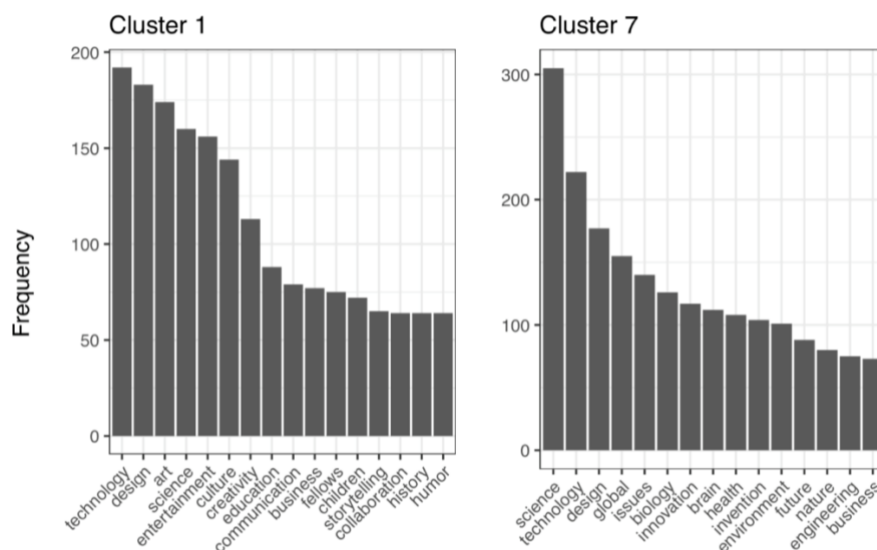 Cluster 1
Cluster 7
Frequency
200
150
100
50
0
technology
design
art
science
entertainment
culture
creativity
education
communication
business
fellows
children
storytelling
collaboration
history
humor
300
200
100
0
science
technology
design
global
issues
biology
innovation
brain
health
invention
environment
future
nature
engineering
business